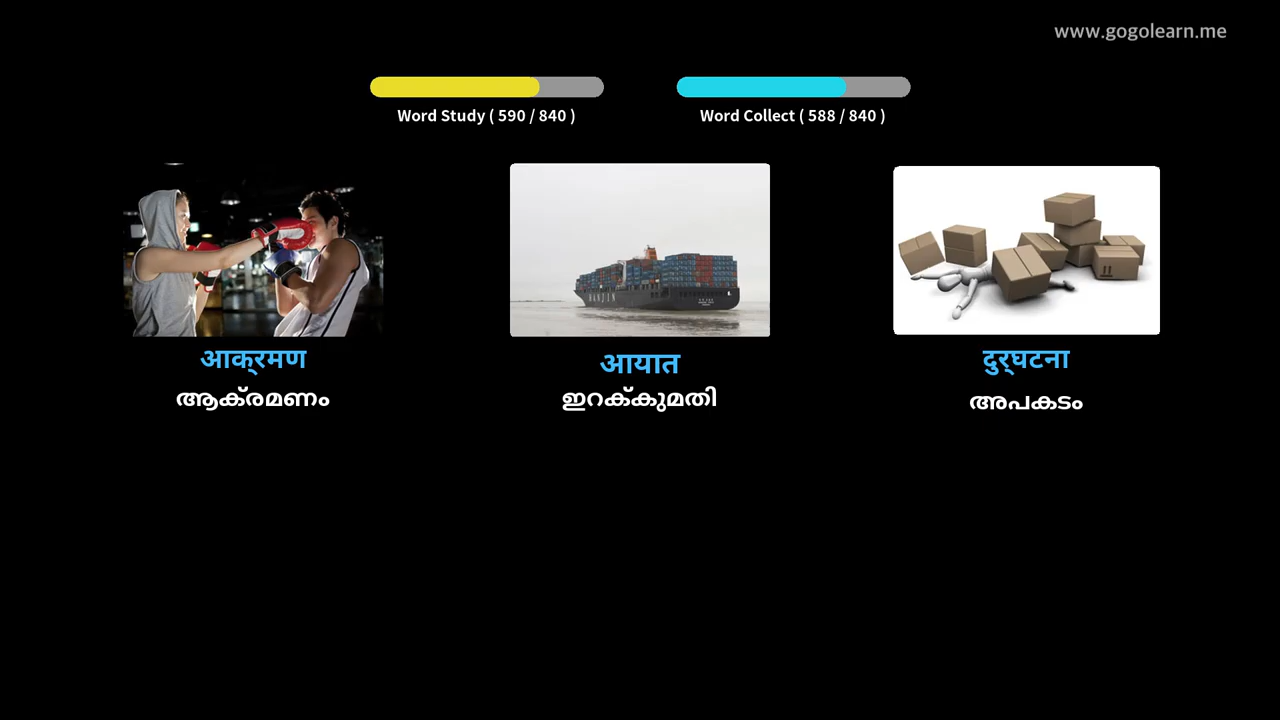 www.gogolearn.me
Word Study ( 590 / 840 )
Word Collect ( 588 / 840 )
HANJIN
आक्रमण
आयात
दुर्घटना
ആക്രമണം
ഇറക്കുമതി
അപകടം